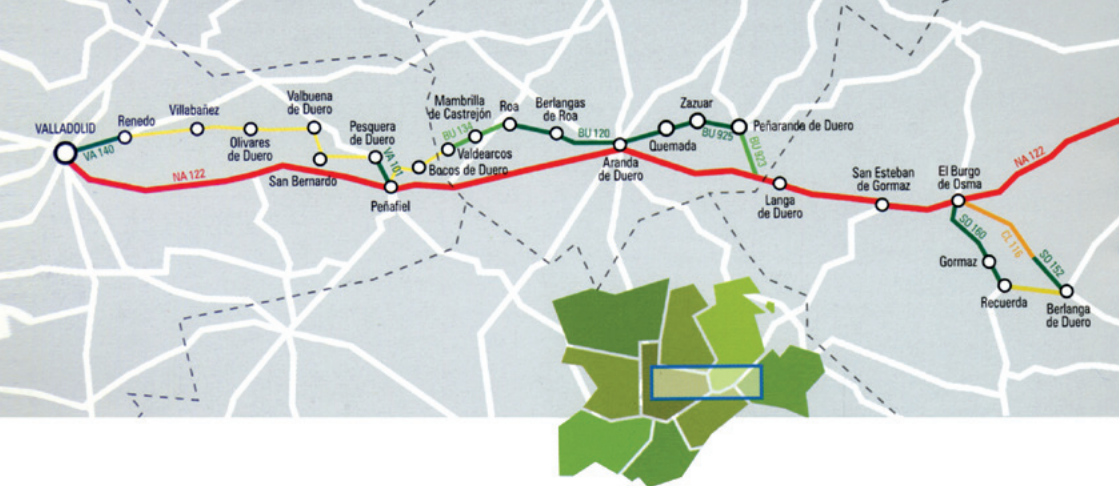 VALLADOLID
Renedo
Villabañez
Olivares
de Duero
Valbuena
de Duero
San Bernardo
Pesquera
de Duero
Peñafiel
VA 140
NA 122
VA 101
Bocos de Duero
Valdearcos
Mambrilla
de Castrejón
BU 134
Roa
Berlangas
de Roa
BU 120
Aranda
de Duero
Quemada
Zazuar
BU 925
Peñaranda de Duero
BU 923
Langa
de Duero
San Esteban
de Gormaz
El Burgo
de Osma
NA 122
SO 160
CL 116
SO 152
Gormaz
Recuerda
Berlanga
de Duero